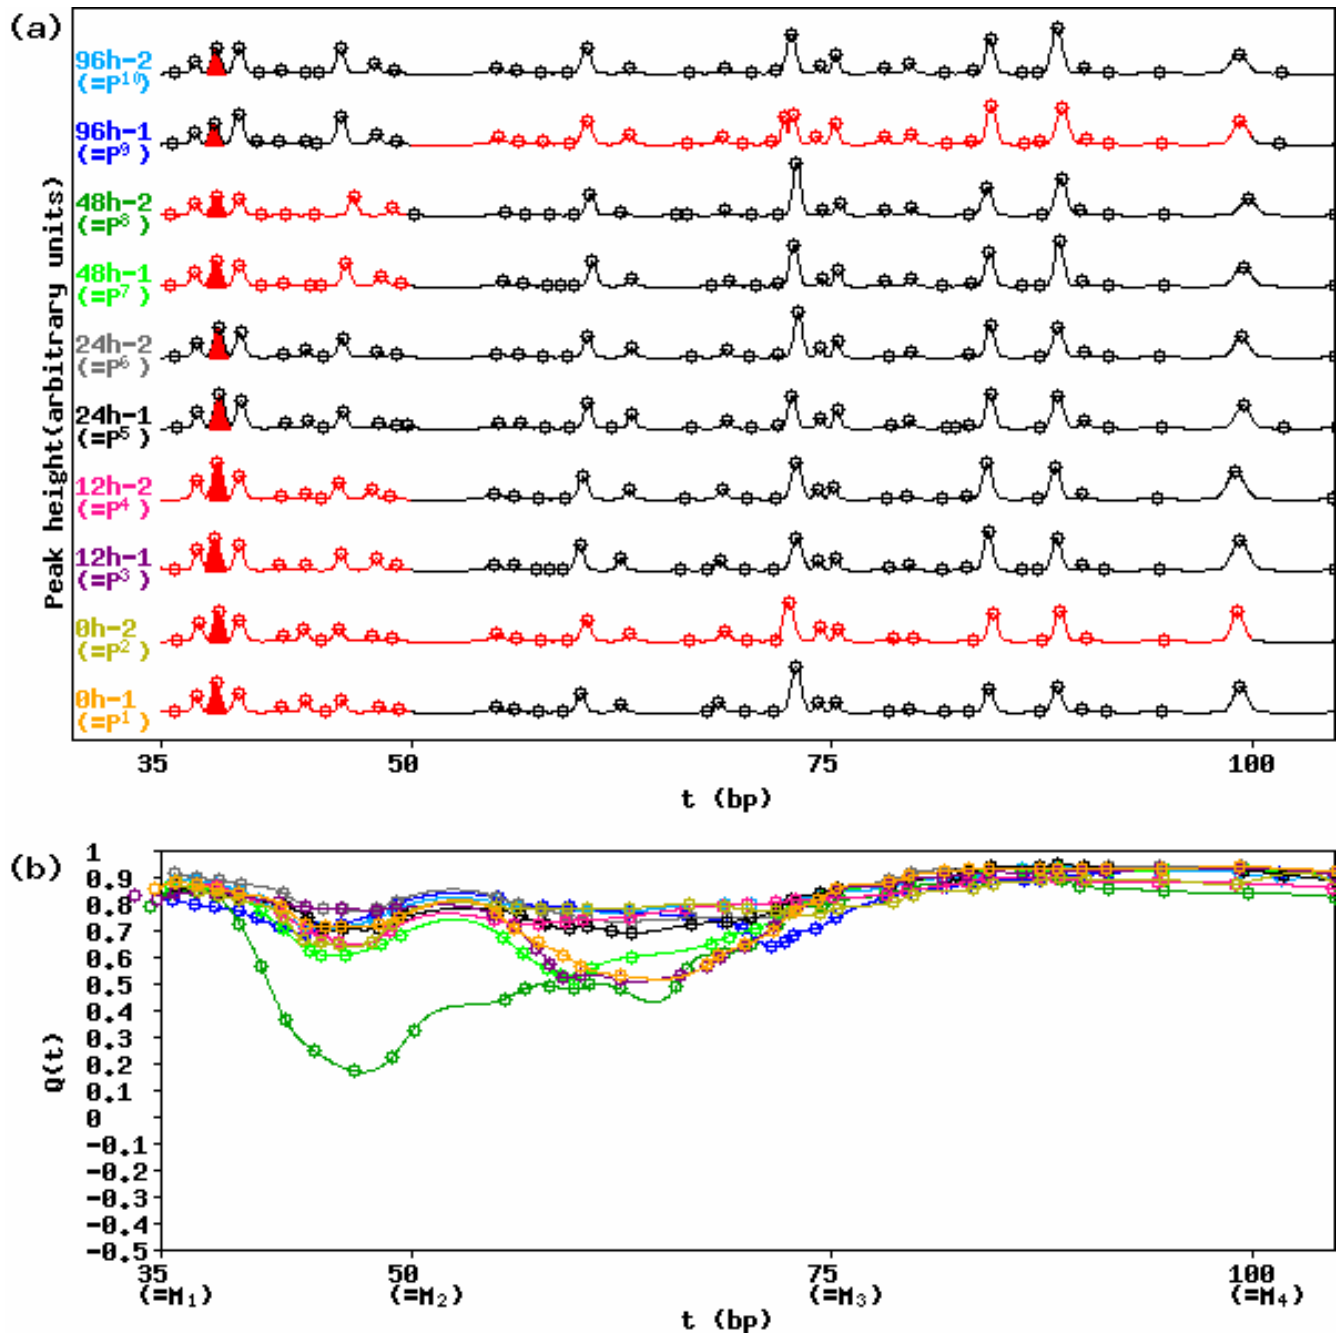 (a)
Peak height(arbitrary units)
96h-2
(=P10)
96h-1
(=P9)
48h-2
(=P8)
48h-1
(=P7)
24h-2
(=P6)
24h-1
(=P5)
12h-2
(=P4)
12h-1
(=P3)
0h-2
(=P2)
0h-1
(=P1)
35 50 75 100
t (bp)
(b)
Q(t)
1
0.9
0.8
0.7
0.6
0.5
0.4
0.3
0.2
0.1
0
-0.1
-0.2
-0.3
-0.4
-0.5
35 50 75 100
(=M1) (=M2) (=M3) (=M4)
t (bp)